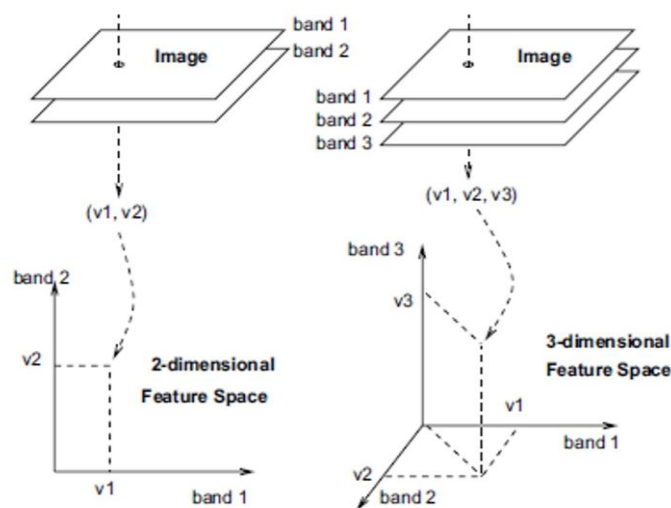 band 1
Image
band 2
(v1, v2)
band 2
v2
2-dimensional
Feature Space
v1
band 1
Image
band 1
band 2
band 3
(v1, v2, v3)
band 3
v3
3-dimensional
Feature Space
v1
band 1
v2
band 2